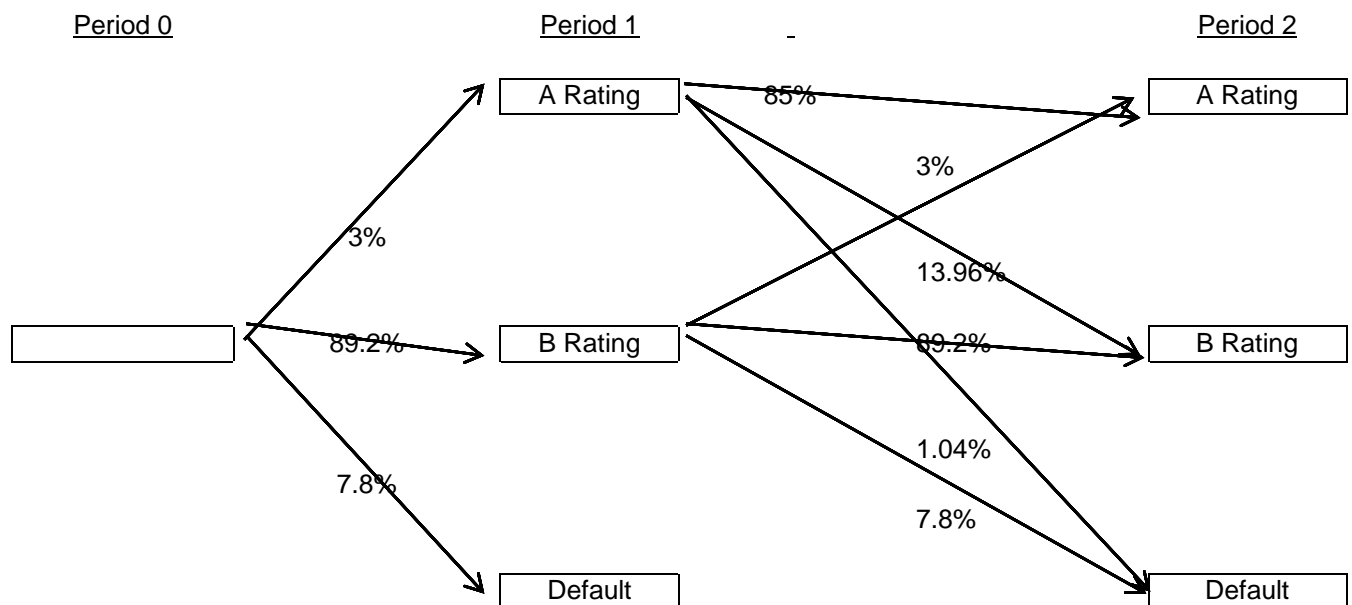 Period 0 Period 1 Period 2
A Rating 85% A Rating
3%
3%
13.96%
89.2% B Rating 89.2% B Rating
1.04%
7.8%
7.8%
Default Default